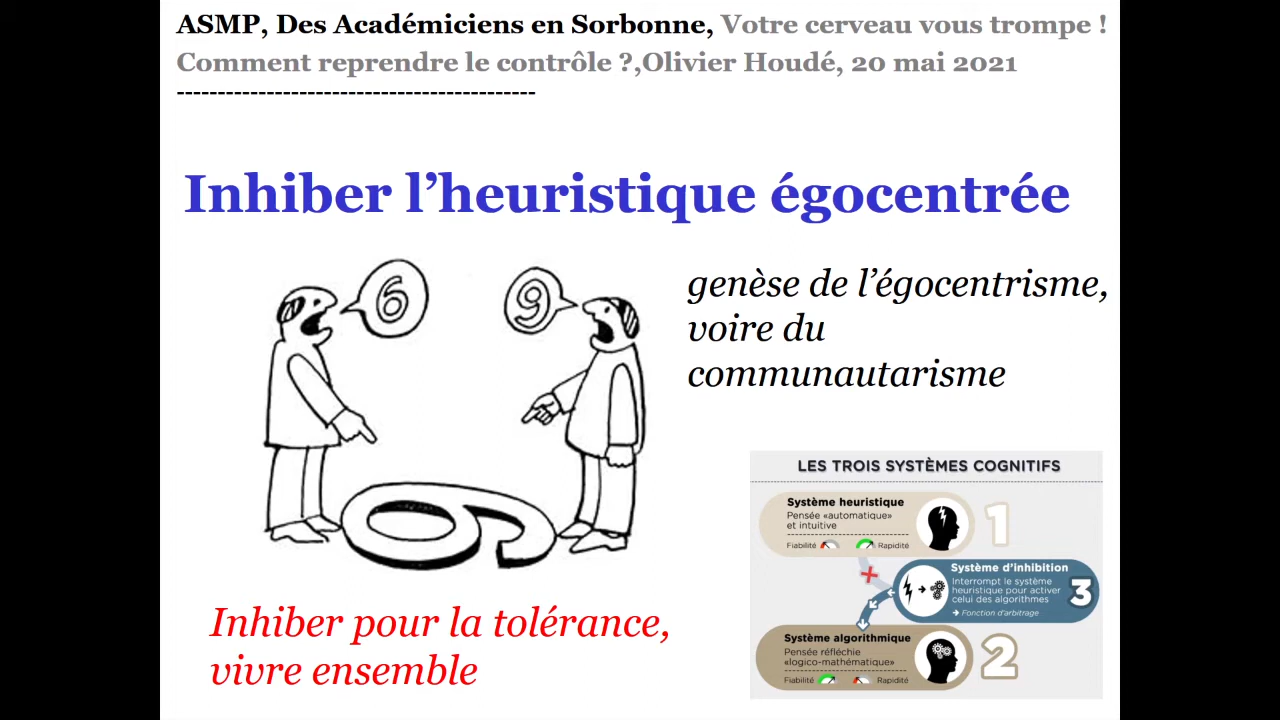 ASMP, Des Académiciens en Sorbonne, Votre cerveau vous trompe !
Comment reprendre le contrôle ?,Olivier Houdé, 20 mai 2021
-------------------------------------------
Inhiber l’heuristique égocentrée
6
9
genèse de l’égocentrisme,
voire du
communautarisme
Inhiber pour la tolérance,
vivre ensemble
LES TROIS SYSTÈMES COGNITIFS
Système heuristique
Pensée «automatique»
et intuitive
Fiabilité Rapidité
1
Système d’inhibition
Interrompt le système
heuristique pour activer
celui des algorithmes
➔ Fonction d’arbitrage
3
Système algorithmique
Pensée réfléchie
«logico-mathématique»
Fiabilité Rapidité
2